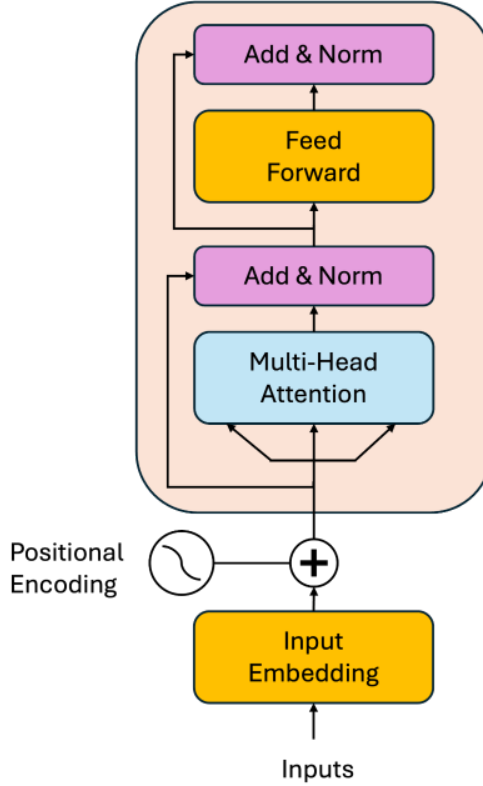 Add & Norm
Feed
Forward
Add & Norm
Multi-Head
Attention
Positional
Encoding
Input
Embedding
Inputs